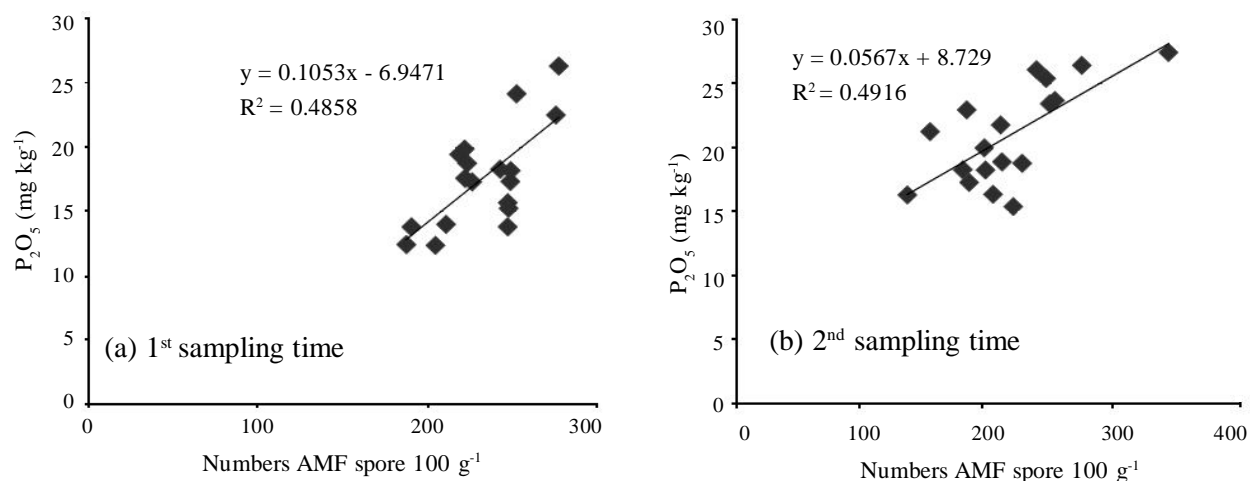 30
25
20
15
10
5
0
P₂O₅ (mg kg⁻¹)
y = 0.1053x - 6.9471
R² = 0.4858
(a) 1ˢᵗ sampling time
0 100 200 300
Numbers AMF spore 100 g⁻¹
30
25
20
15
10
5
0
P₂O₅ (mg kg⁻¹)
y = 0.0567x + 8.729
R² = 0.4916
(b) 2ⁿᵈ sampling time
0 100 200 300 400
Numbers AMF spore 100 g⁻¹